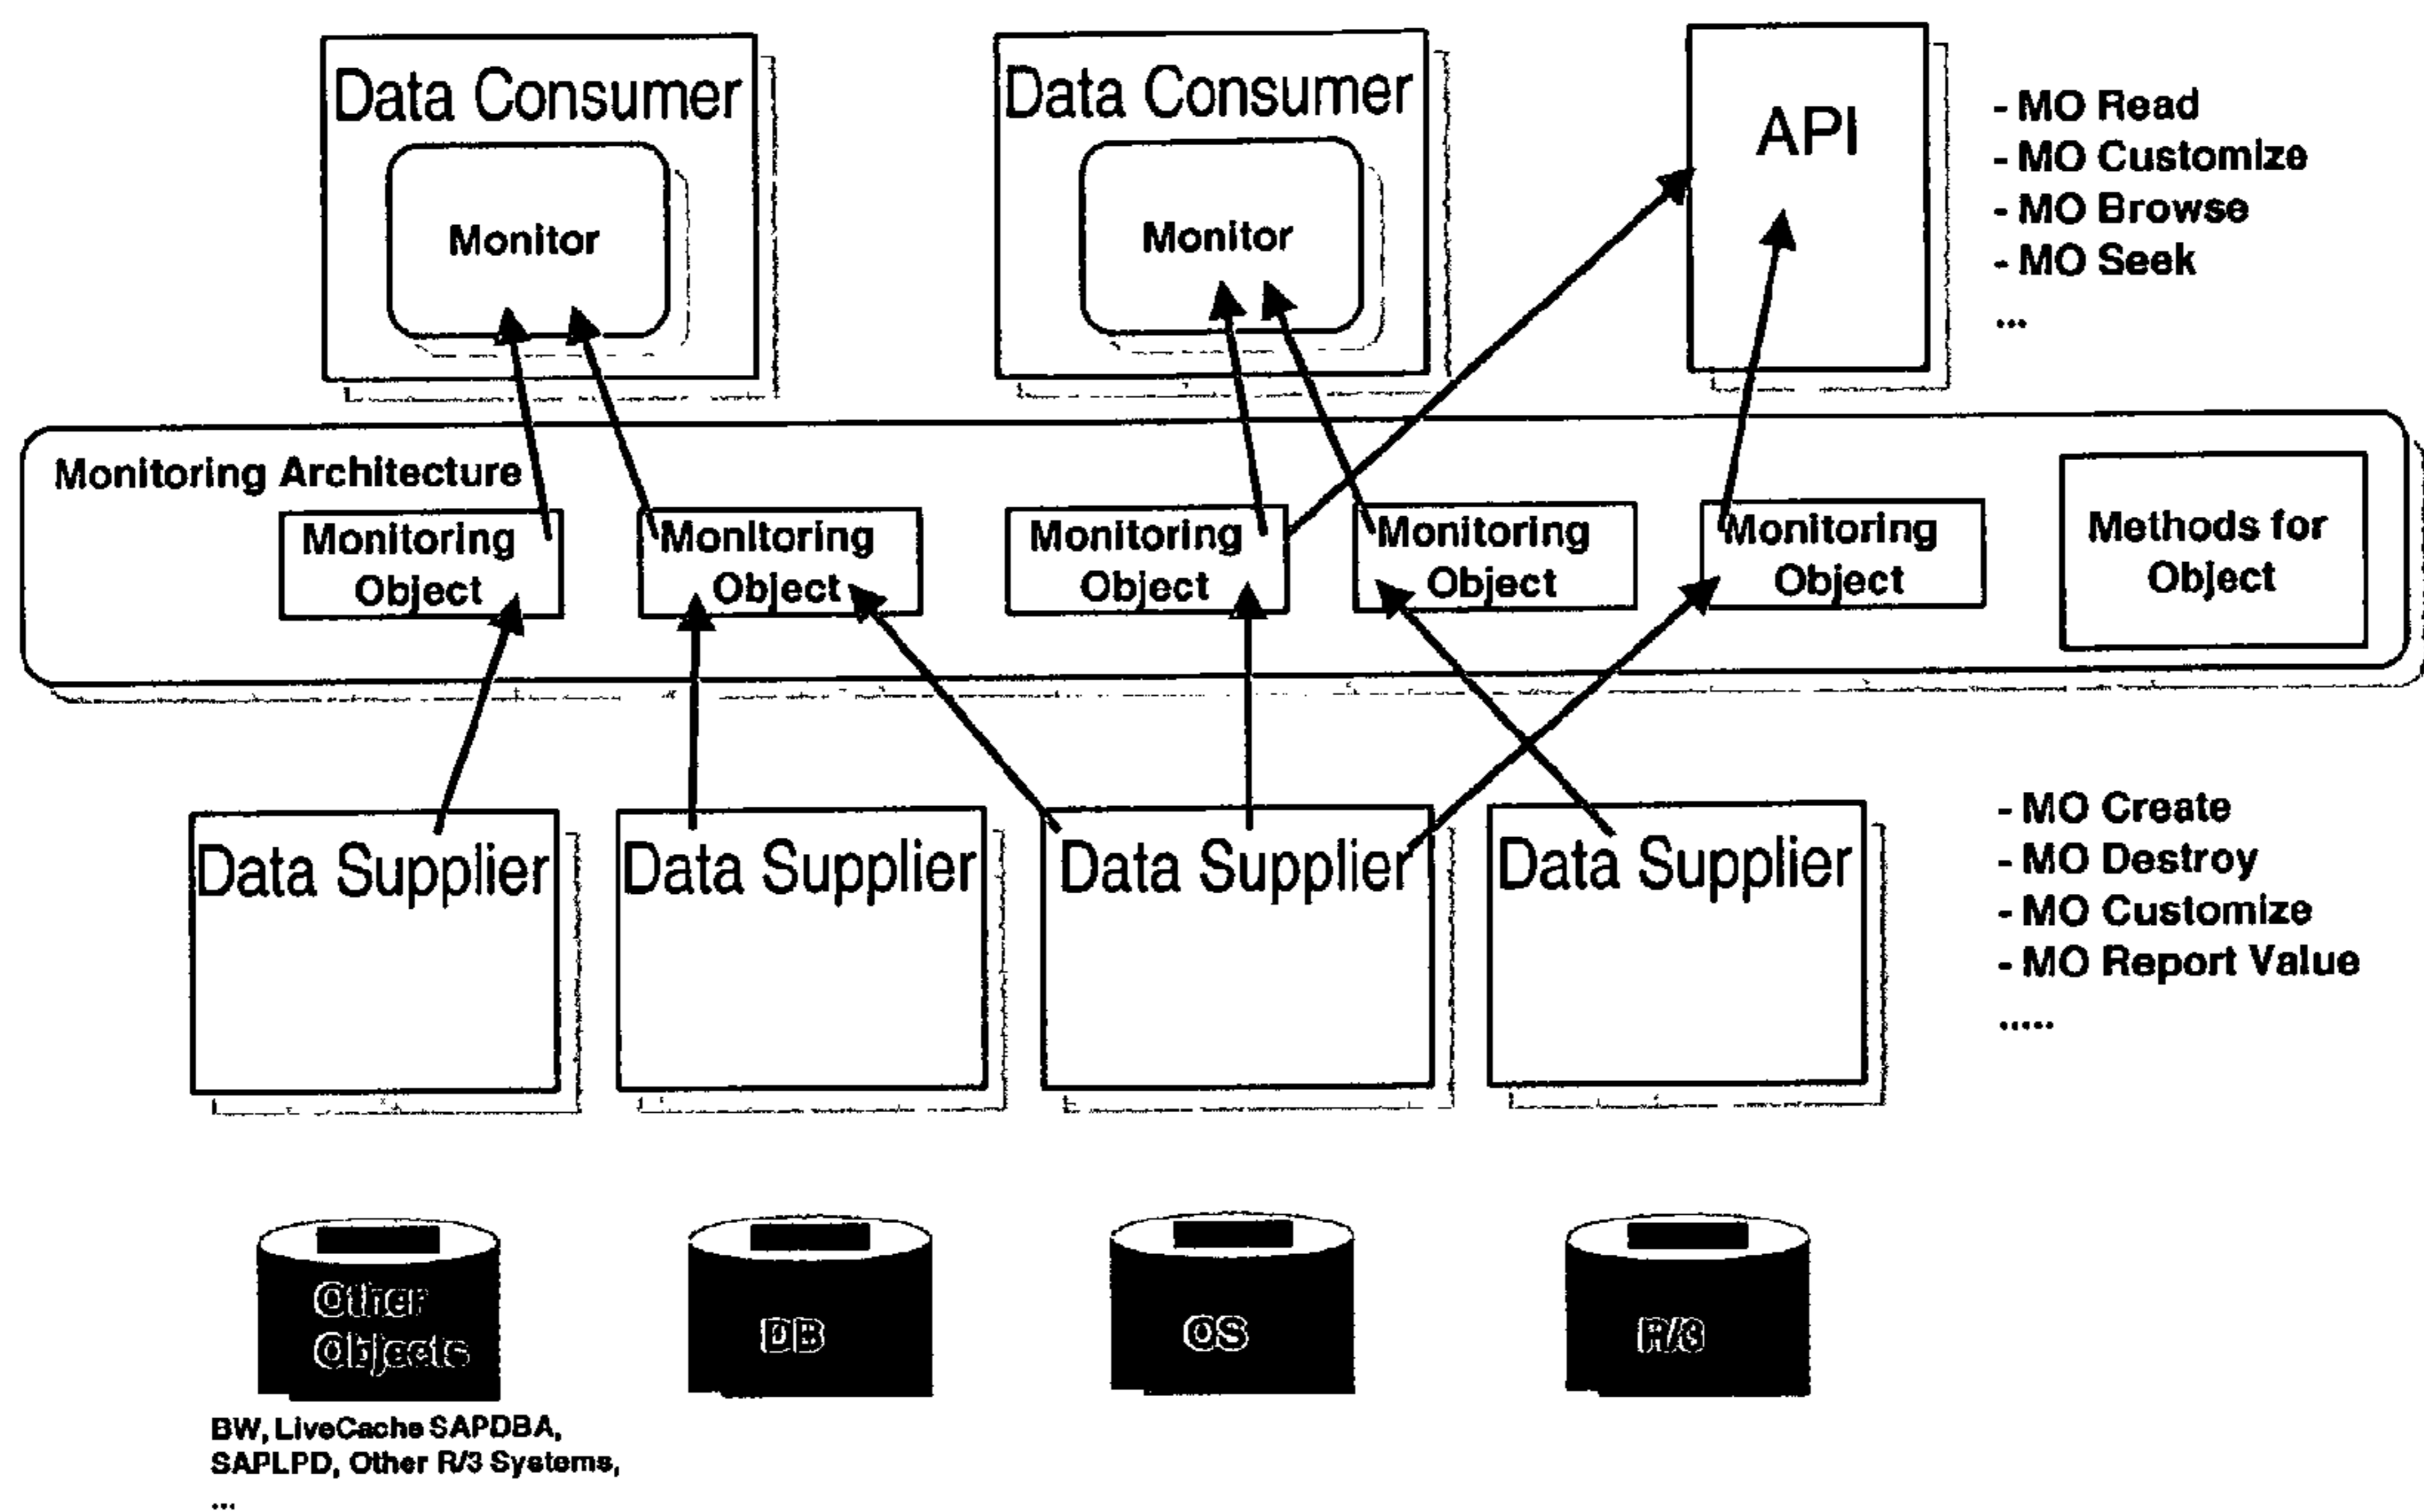 Data Consumer
Monitor
Data Consumer
Monitor
API
- MO Read
- MO Customize
- MO Browse
- MO Seek
...
Monitoring Architecture
Monitoring
Object
Monitoring
Object
Monitoring
Object
Monitoring
Object
Monitoring
Object
Methods for
Object
Data Supplier
Data Supplier
Data Supplier
Data Supplier
- MO Create
- MO Destroy
- MO Customize
- MO Report Value
.....
Other
Objects
DB
OS
R/3
BW, LiveCache SAPDBA,
SAPLPD, Other R/3 Systems,
...